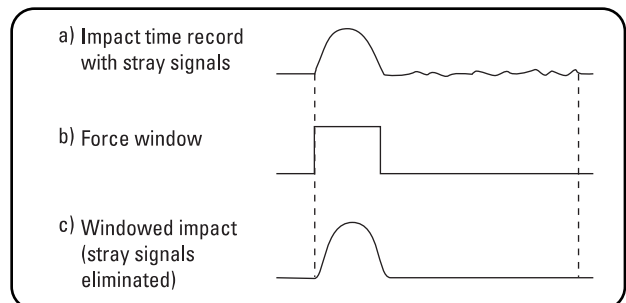 a) Impact time record
with stray signals
b) Force window
c) Windowed impact
(stray signals
eliminated)